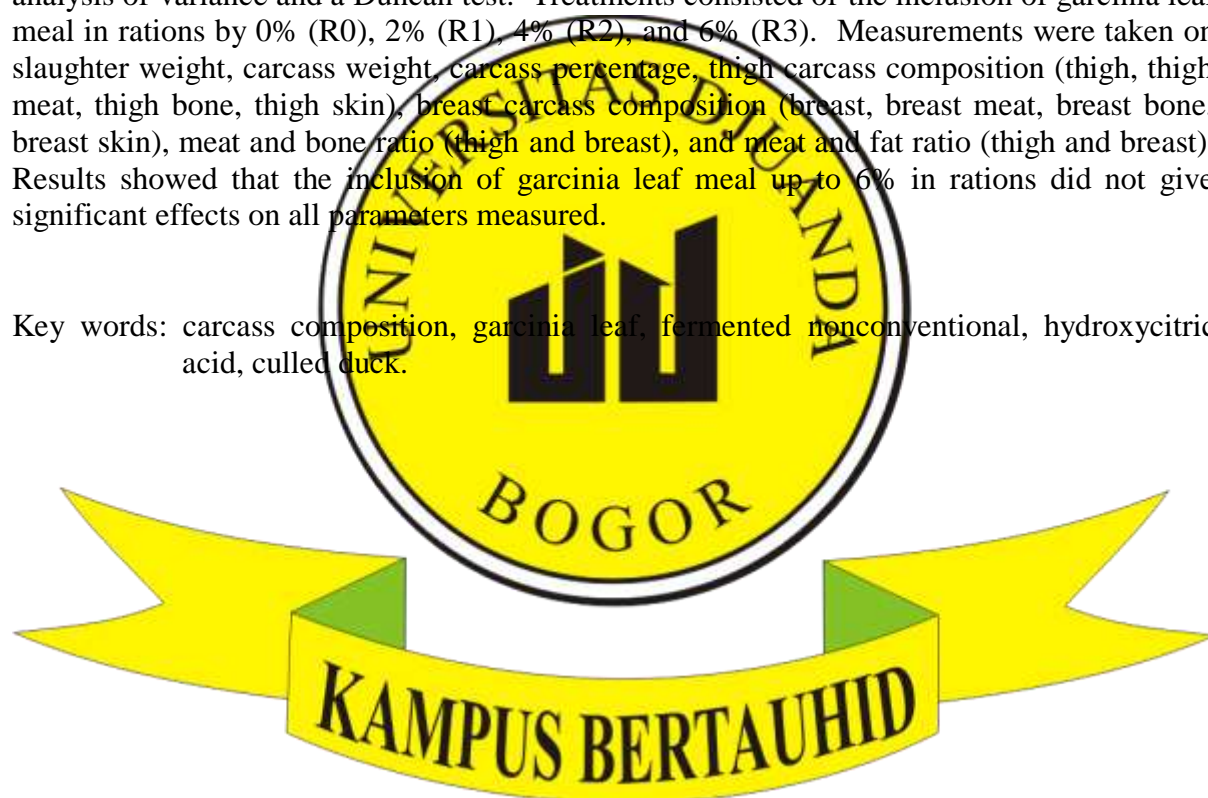 analysis of variance and a Duncan test. Treatments consisted of the inclusion of garcinia leaf
meal in rations by 0% (R0), 2% (R1), 4% (R2), and 6% (R3). Measurements were taken on
slaughter weight, carcass weight, carcass percentage, thigh carcass composition (thigh, thigh
meat, thigh bone, thigh skin), breast carcass composition (breast, breast meat, breast bone,
breast skin), meat and bone ratio (thigh and breast), and meat and fat ratio (thigh and breast)
Results showed that the inclusion of garcinia leaf meal up to 6% in rations did not give
significant effects on all parameters measured.
Key words: carcass composition, garcinia leaf, fermented nonconventional, hydroxycitric
acid, culled duck.
UNIVERSITAS DJUANDA
BOGOR
KAMPUS BERTAUHID